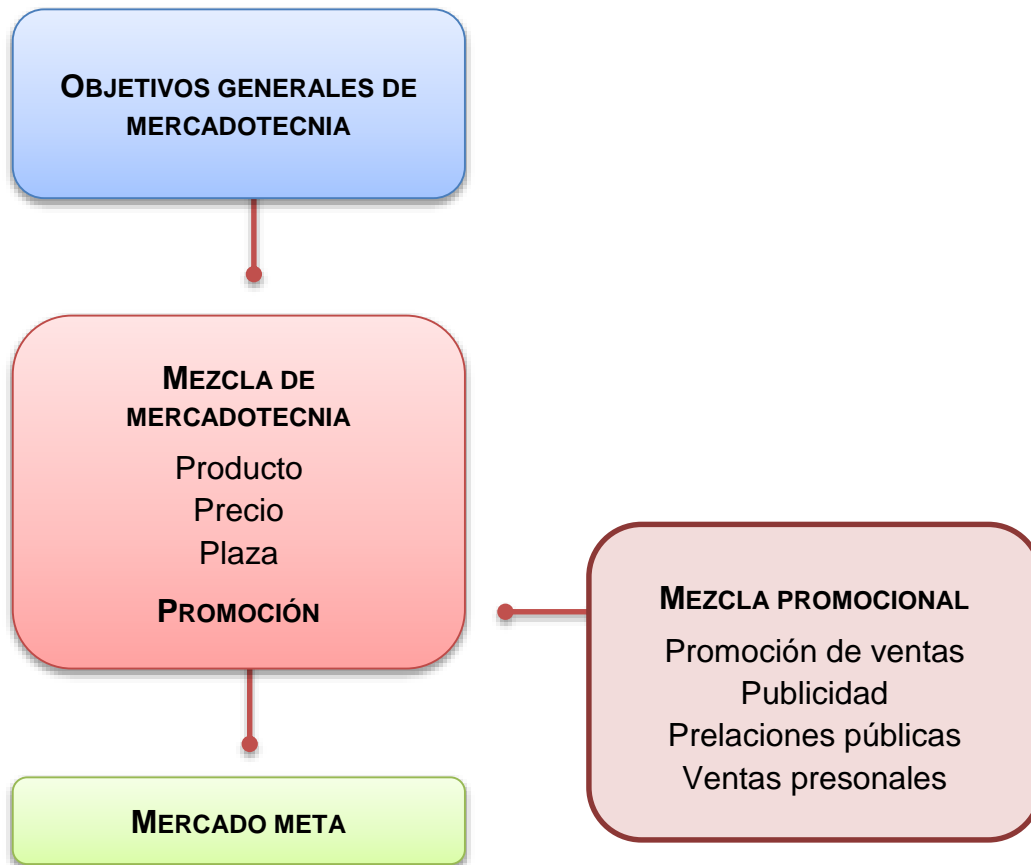 OBJETIVOS GENERALES DE
MERCADOTECNIA
MEZCLA DE
MERCADOTECNIA
Producto
Precio
Plaza
PROMOCIÓN
MEZCLA PROMOCIONAL
Promoción de ventas
Publicidad
Prelaciones públicas
Ventas presonales
MERCADO META